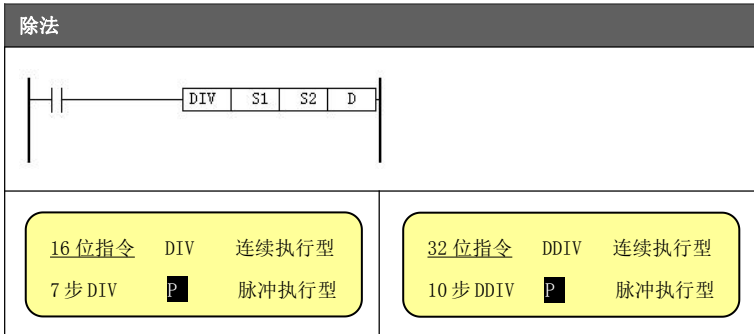 除法
DIV S1 S2 D
16 位指令 DIV 连续执行型
7 步 DIV P 脉冲执行型
32 位指令 DDIV 连续执行型
10 步 DDIV P 脉冲执行型